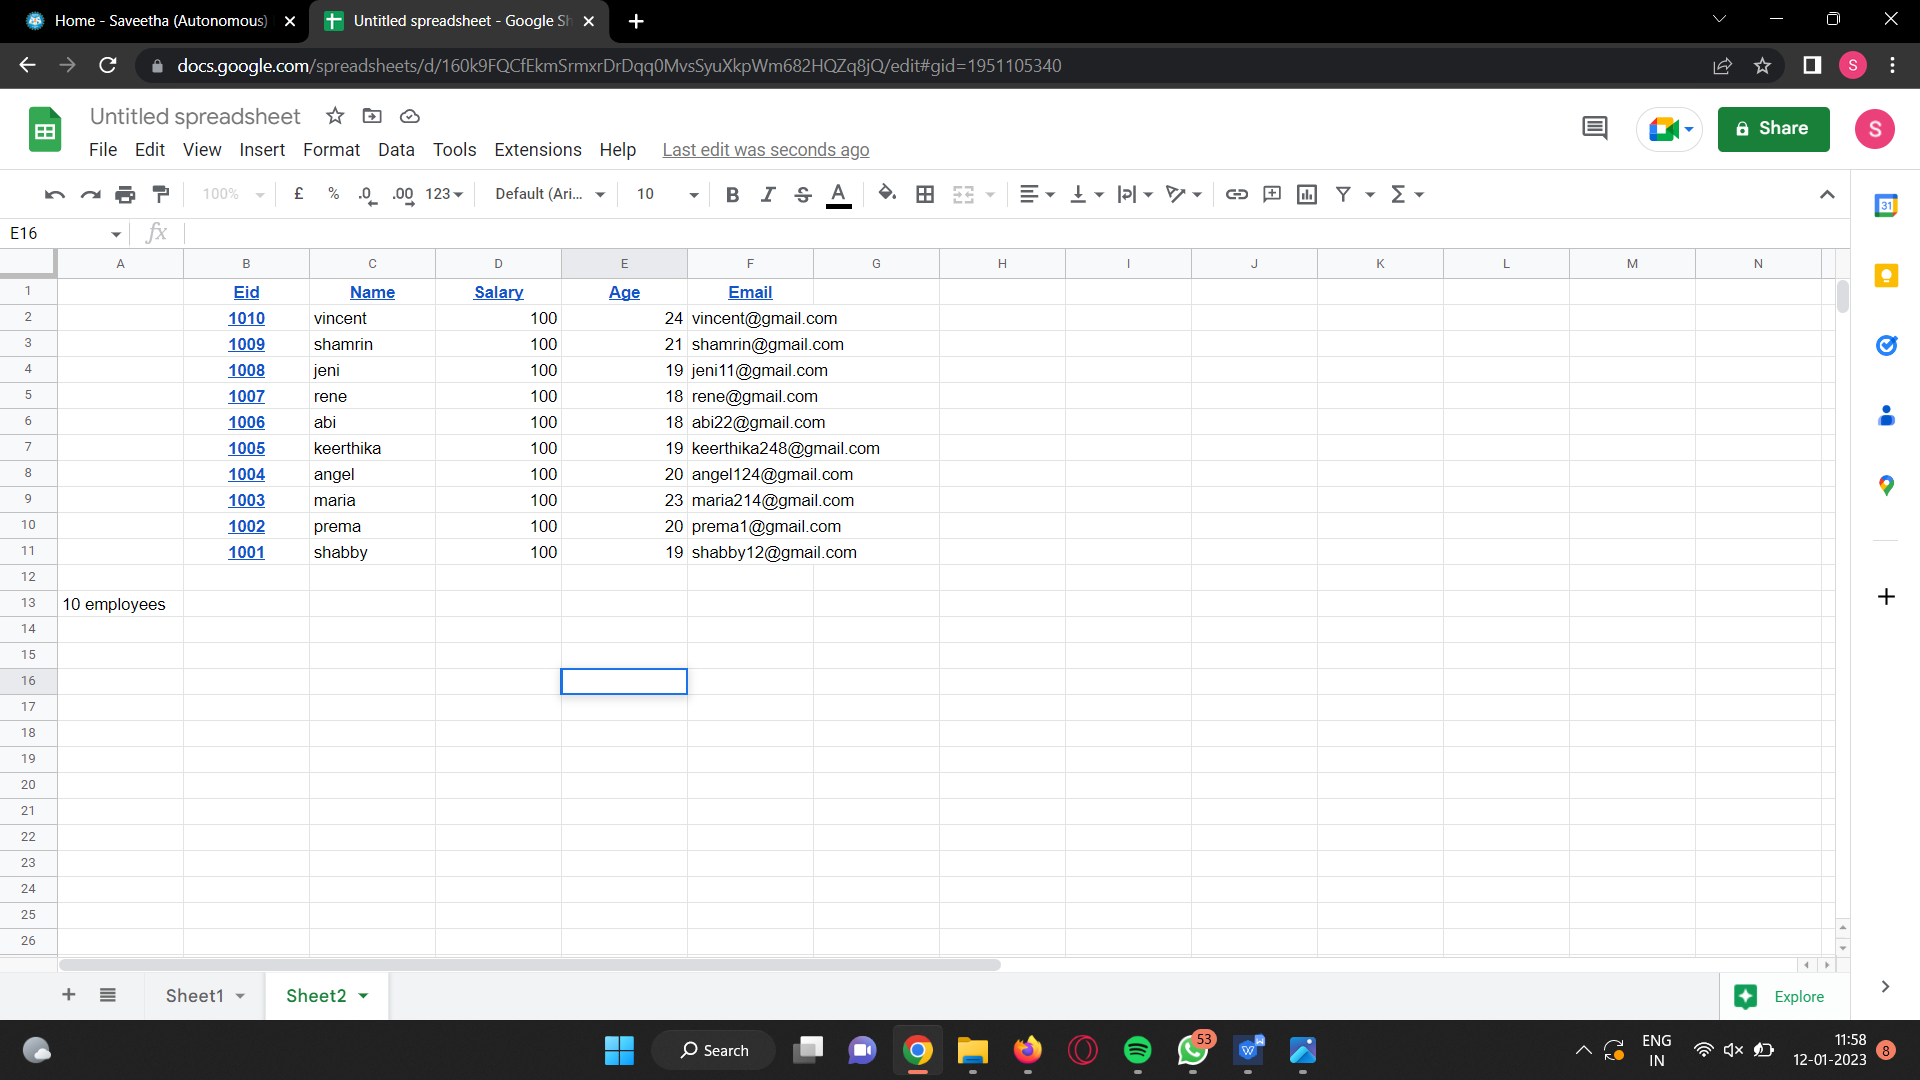 Home - Saveetha (Autonomous)
Untitled spreadsheet - Google Sh
docs.google.com/spreadsheets/d/160k9FQCfEkmSrmxrDrDqq0MvsSyuXkpWm682HQZq8jQ/edit#gid=1951105340
S
Untitled spreadsheet
File Edit View Insert Format Data Tools Extensions Help Last edit was seconds ago
Share
S
100% £ % .0 .00 123 Default (Ari... 10 B I S A Σ
31
E16 fx
A B C D E F G H I J K L M N
1 Eid Name Salary Age Email
2 1010 vincent 100 24 vincent@gmail.com
3 1009 shamrin 100 21 shamrin@gmail.com
4 1008 jeni 100 19 jeni11@gmail.com
5 1007 rene 100 18 rene@gmail.com
6 1006 abi 100 18 abi22@gmail.com
7 1005 keerthika 100 19 keerthika248@gmail.com
8 1004 angel 100 20 angel124@gmail.com
9 1003 maria 100 23 maria214@gmail.com
10 1002 prema 100 20 prema1@gmail.com
11 1001 shabby 100 19 shabby12@gmail.com
12
13 10 employees
14
15
16
17
18
19
20
21
22
23
24
25
26
Sheet1 Sheet2 Explore
Search
53
W
ENG
IN
11:58
12-01-2023
8